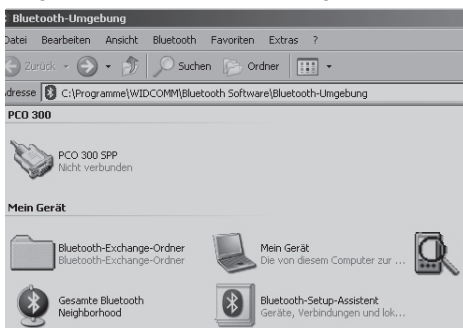 Bluetooth-Umgebung
Datei Bearbeiten Ansicht Bluetooth Favoriten Extras ?
Zurück Suchen Ordner
Adresse C:\Programme\WIDCOMM\Bluetooth Software\Bluetooth-Umgebung
PCO 300
PCO 300 SPP
Nicht verbunden
Mein Gerät
Bluetooth-Exchange-Ordner
Bluetooth-Exchange-Ordner
Mein Gerät
Die von diesem Computer zur ...
Gesamte Bluetooth
Neighborhood
Bluetooth-Setup-Assistent
Geräte, Verbindungen und lok...